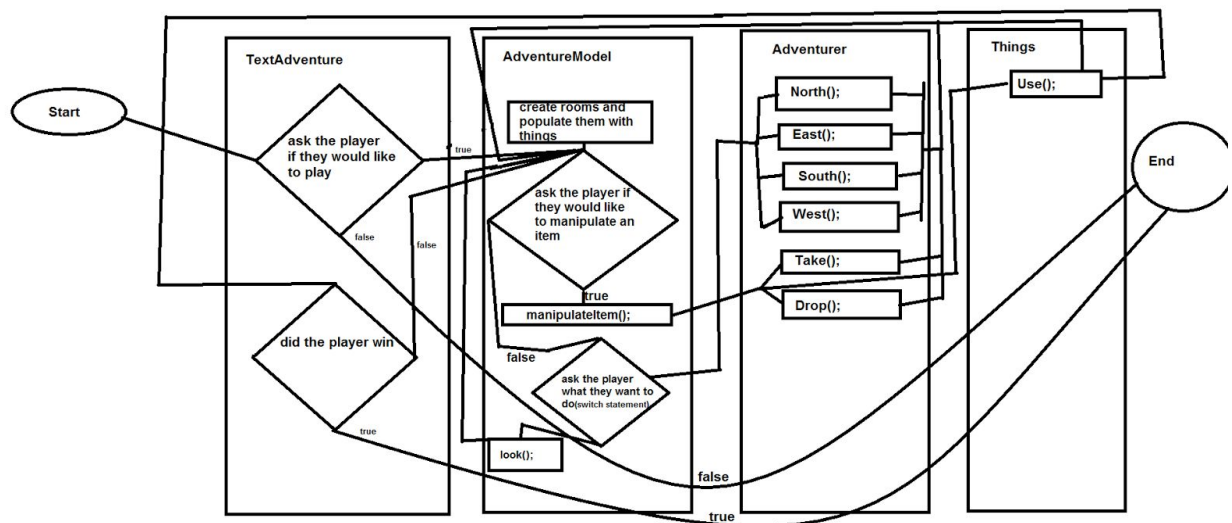 Start
TextAdventure
ask the player
if they would like
to play
true
false
false
did the player win
true
AdventureModel
create rooms and
populate them with
things
ask the player if
they would like
to manipulate an
item
true
manipulateItem();
false
ask the player
what they want to
do(switch statement)
look();
false
true
Adventurer
North();
East();
South();
West();
Take();
Drop();
Things
Use();
End